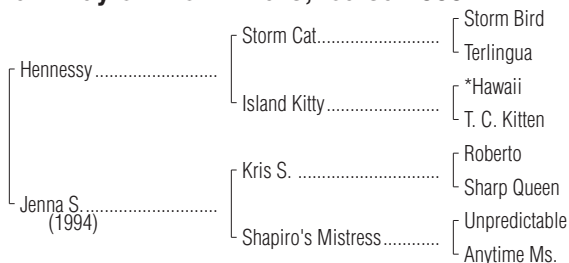 Storm Bird
Storm Cat
Terlingua
Hennessy
*Hawaii
Island Kitty
T. C. Kitten
Roberto
Kris S.
Sharp Queen
Jenna S.
(1994)
Unpredictable
Shapiro's Mistress
Anytime Ms.